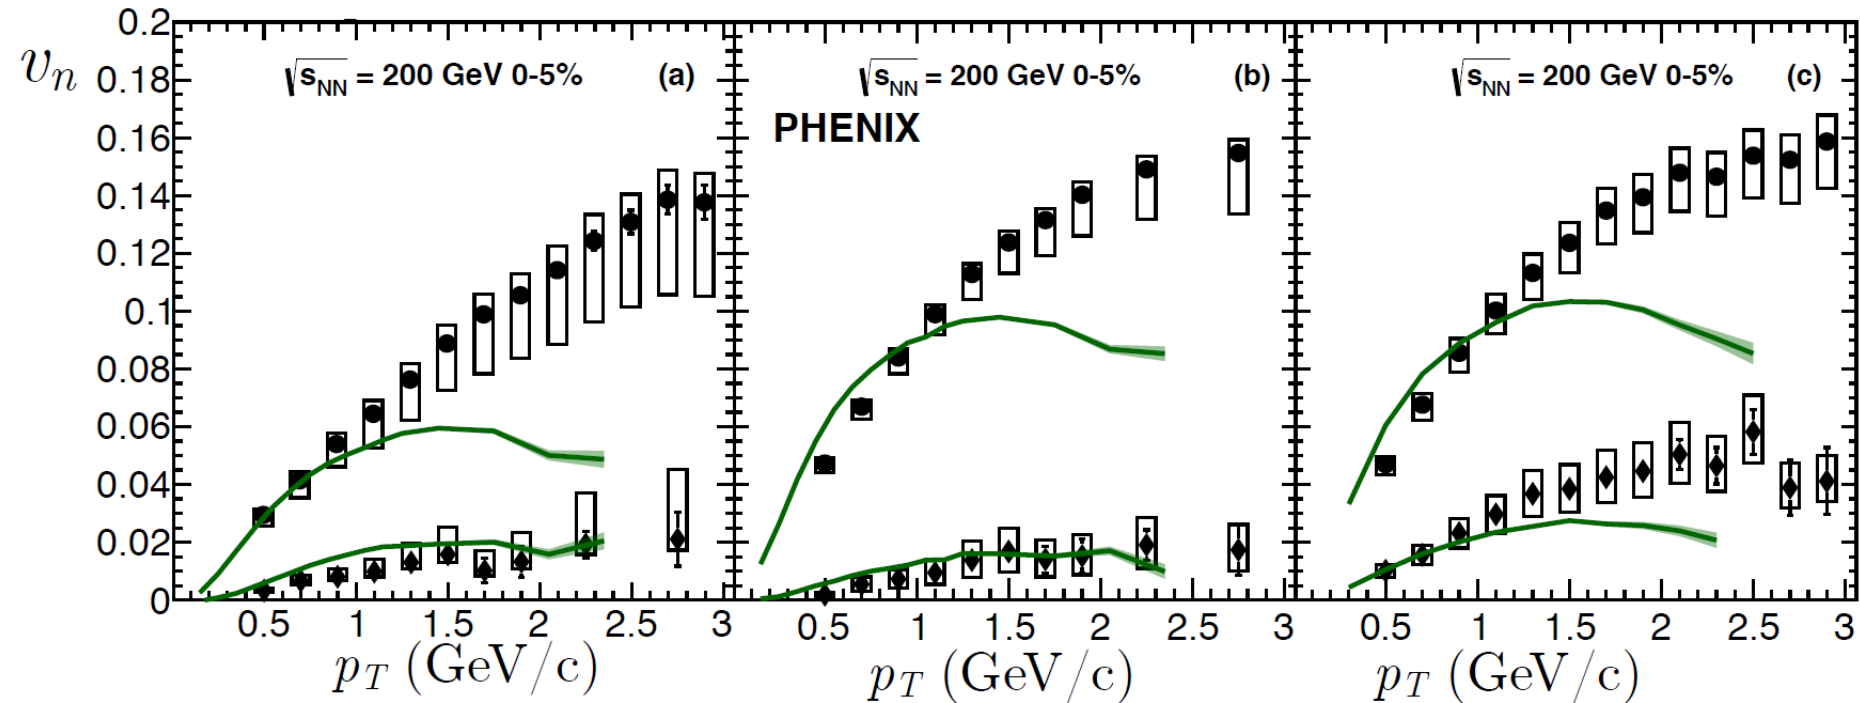 v_n
0.2
0.18
0.16
0.14
0.12
0.1
0.08
0.06
0.04
0.02
0
√s_NN = 200 GeV 0-5% (a)
√s_NN = 200 GeV 0-5% (b)
PHENIX
√s_NN = 200 GeV 0-5% (c)
0.5 1 1.5 2 2.5 3
0.5 1 1.5 2 2.5 3
0.5 1 1.5 2 2.5 3
p_T (GeV/c)
p_T (GeV/c)
p_T (GeV/c)